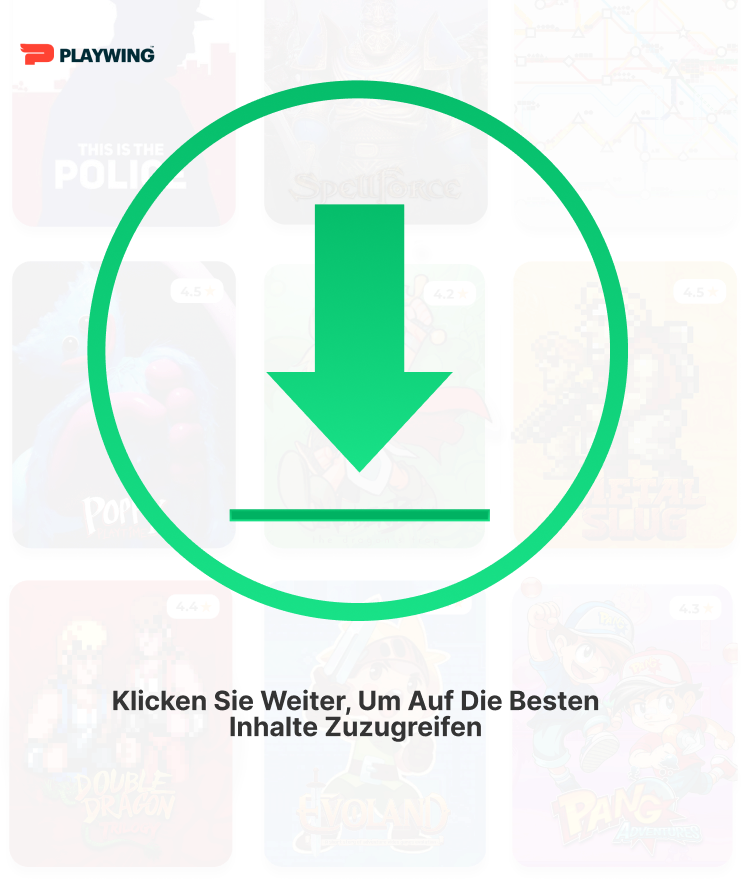 PLAYWING
THIS IS THE
POLICE
SpellForce
4.5
4.2
4.5
POPPY
METAL
SLUG
4.4
4.3
Klicken Sie Weiter, Um Auf Die Besten
Inhalte Zuzugreifen
DOUBLE
DRAGON
EVOLAND
PANG
Adventures